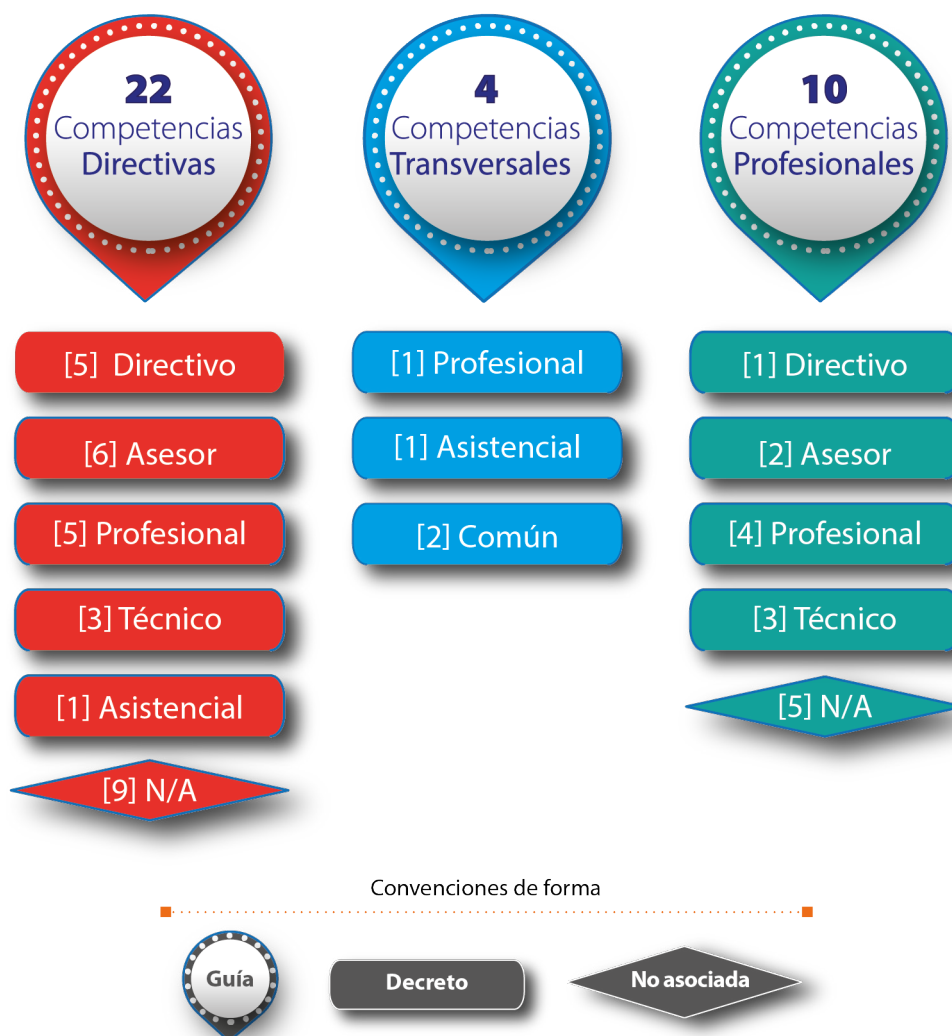 22
Competencias
Directivas
4
Competencias
Transversales
10
Competencias
Profesionales
[5] Directivo
[6] Asesor
[5] Profesional
[3] Técnico
[1] Asistencial
[9] N/A
[1] Profesional
[1] Asistencial
[2] Común
[1] Directivo
[2] Asesor
[4] Profesional
[3] Técnico
[5] N/A
Convenciones de forma
Guía
Decreto
No asociada